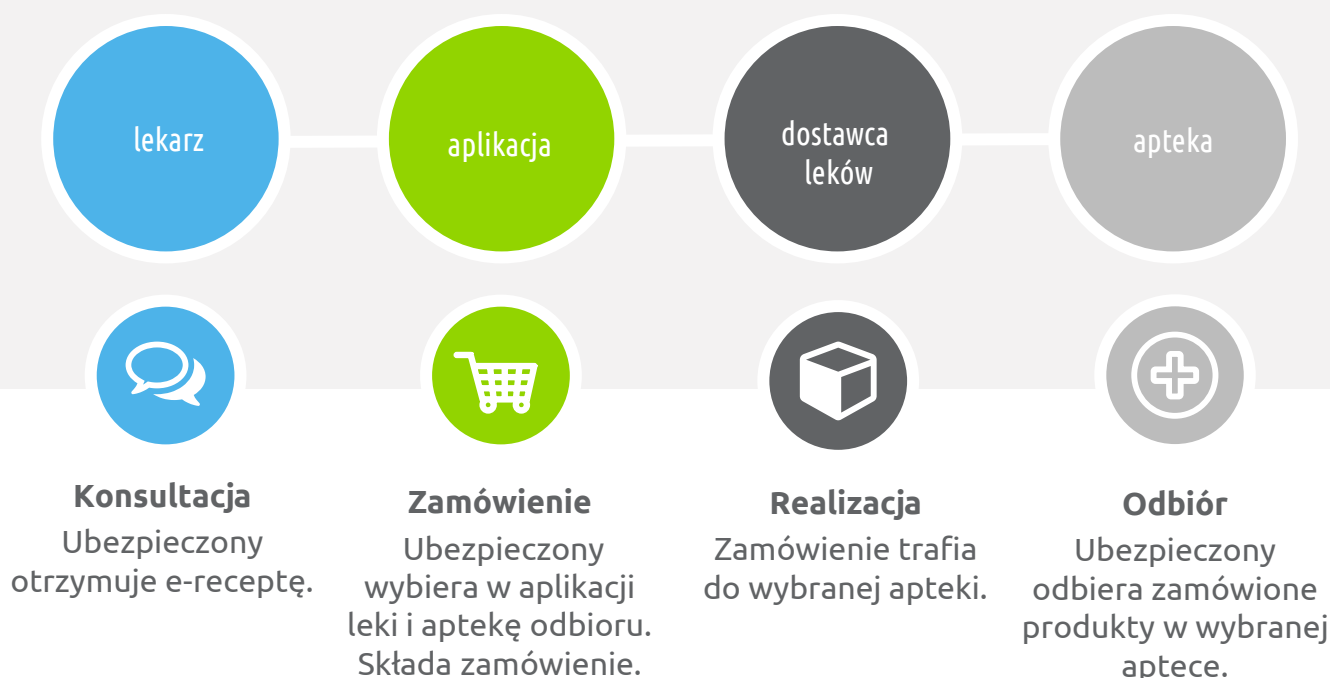 lekarz
aplikacja
dostawca
leków
apteka
Konsultacja
Ubezpieczony
otrzymuje e-receptę.
Zamówienie
Ubezpieczony
wybiera w aplikacji
leki i aptekę odbioru.
Składa zamówienie.
Realizacja
Zamówienie trafia
do wybranej apteki.
Odbiór
Ubezpieczony
odbiera zamówione
produkty w wybranej
aptece.